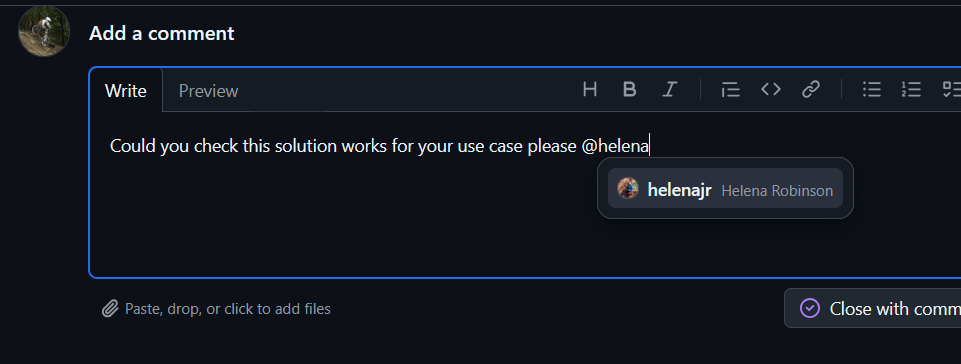 Add a comment
Write Preview
Could you check this solution works for your use case please @helena
helenajr Helena Robinson
Paste, drop, or click to add files
Close with comm